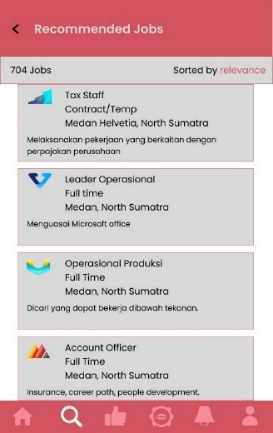 Recommended Jobs
704 Jobs
Sorted by relevance
Tax Staff
Contract/Temp
Medan Helvetia, North Sumatra
Melaksanakan pekerjaan yang berkaitan dengan
perpajakan perusahaan
Leader Operasional
Full time
Medan, North Sumatra
Menguasai Microsoft office
Operasional Produksi
Full Time
Medan, North Sumatra
Dicari yang dapat bekerja dibawah tekanan.
Account Officer
Full Time
Medan, North Sumatra
Insurance, career path, people development.